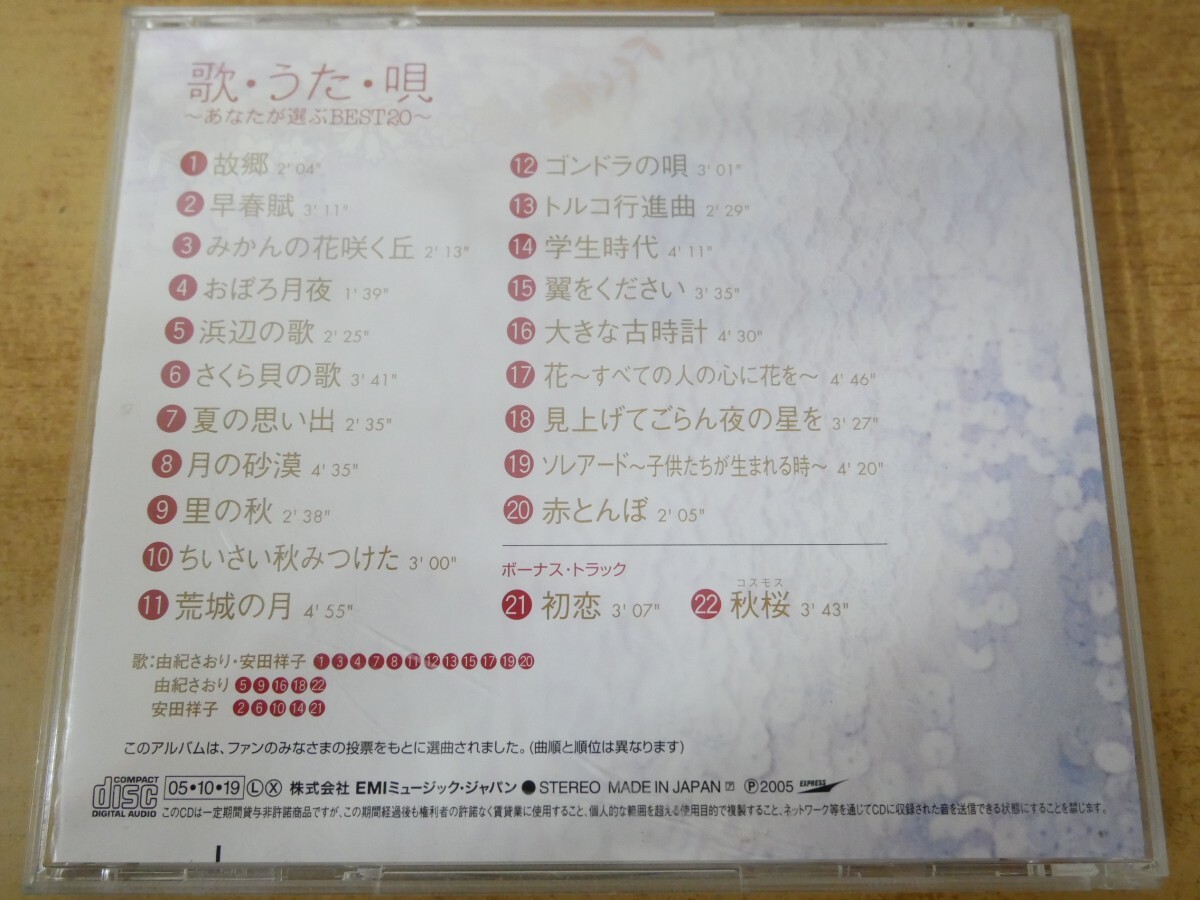 歌・うた・唄
～あなたが選ぶBEST20～
1 故郷 2'04"
2 早春賦 3'11"
3 みかんの花咲く丘 2'13"
4 おぼろ月夜 1'39"
5 浜辺の歌 2'25"
6 さくら貝の歌 3'41"
7 夏の思い出 2'35"
8 月の砂漠 4'35"
9 里の秋 2'38"
10 ちいさい秋みつけた 3'00"
11 荒城の月 4'55"
12 ゴンドラの唄 3'01"
13 トルコ行進曲 2'29"
14 学生時代 4'11"
15 翼をください 3'35"
16 大きな古時計 4'30"
17 花～すべての人の心に花を～ 4'46"
18 見上げてごらん夜の星を 3'27"
19 ソレアード～子供たちが生まれる時～ 4'20"
20 赤とんぼ 2'05"
ボーナス・トラック
コスモス
21 初恋 3'07" 22 秋桜 3'43"
歌：由紀さおり・安田祥子 1 3 4 7 8 11 12 13 15 17 19 20
由紀さおり 5 9 16 18 22
安田祥子 2 6 10 14 21
このアルバムは、ファンのみなさまの投票をもとに選曲されました。(曲順と順位は異なります)
COMPACT disc DIGITAL AUDIO
05・10・19 Ⓛ Ⓧ 株式会社 EMIミュージック・ジャパン ● STEREO MADE IN JAPAN ℗2005 EXPRESS
このCDは一定期間貸与非許諾商品ですが、この期間経過後も権利者の許諾なく賃貸業に使用すること、個人的な範囲を超える使用目的で複製すること、ネットワーク等を通じてCDに収録された音を送信できる状態にすることを禁じます。